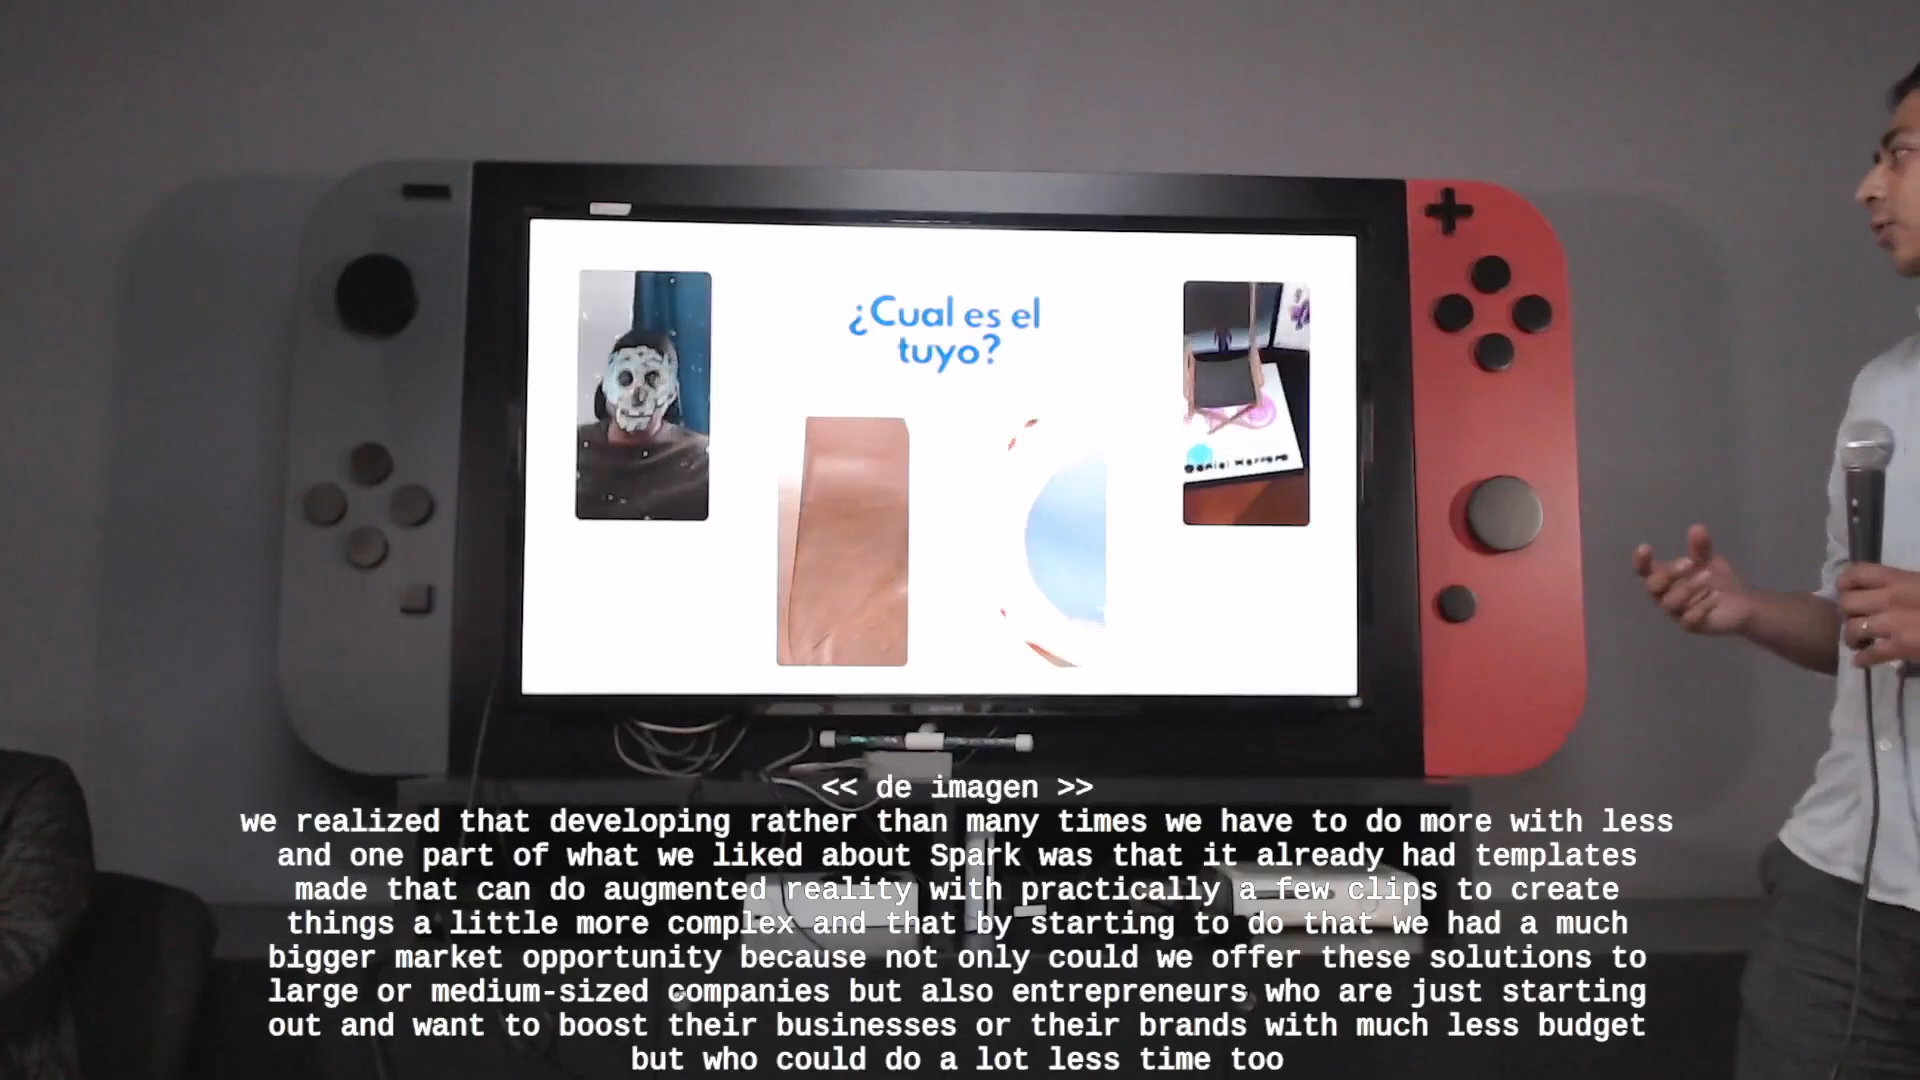 ¿Cual es el
tuyo?
Daniel Marrero
<< de imagen >>
we realized that developing rather than many times we have to do more with less
and one part of what we liked about Spark was that it already had templates
made that can do augmented reality with practically a few clips to create
things a little more complex and that by starting to do that we had a much
bigger market opportunity because not only could we offer these solutions to
large or medium-sized companies but also entrepreneurs who are just starting
out and want to boost their businesses or their brands with much less budget
but who could do a lot less time too